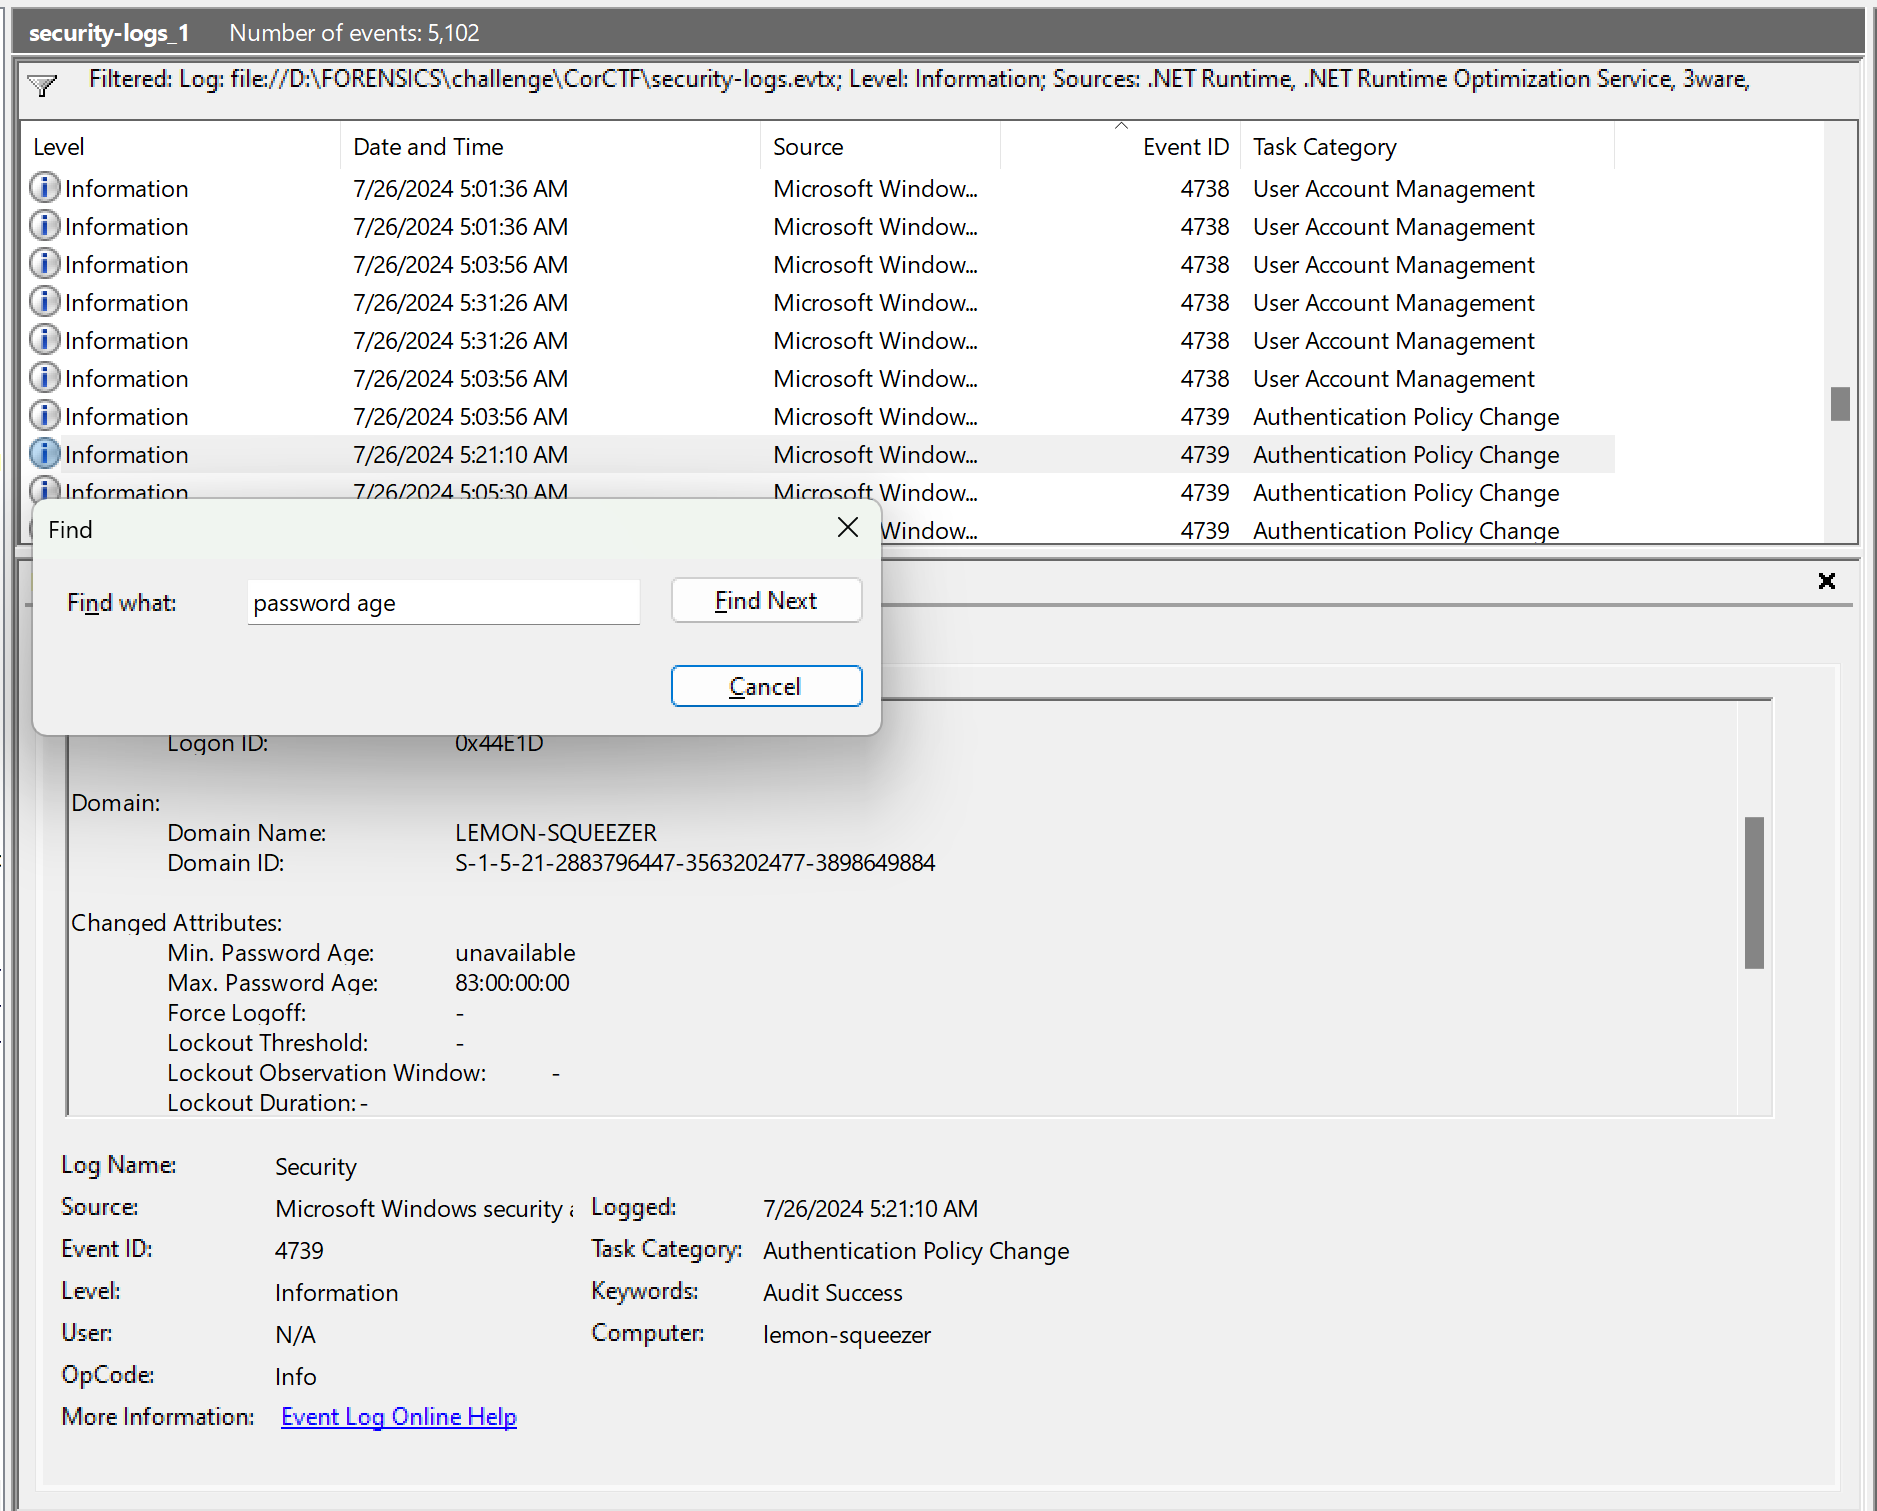 security-logs_1 Number of events: 5,102
Filtered: Log: file://D:\FORENSICS\challenge\CorCTF\security-logs.evtx; Level: Information; Sources: .NET Runtime, .NET Runtime Optimization Service, 3ware,
Level Date and Time Source Event ID Task Category
Information 7/26/2024 5:01:36 AM Microsoft Window... 4738 User Account Management
Information 7/26/2024 5:01:36 AM Microsoft Window... 4738 User Account Management
Information 7/26/2024 5:03:56 AM Microsoft Window... 4738 User Account Management
Information 7/26/2024 5:31:26 AM Microsoft Window... 4738 User Account Management
Information 7/26/2024 5:31:26 AM Microsoft Window... 4738 User Account Management
Information 7/26/2024 5:03:56 AM Microsoft Window... 4738 User Account Management
Information 7/26/2024 5:03:56 AM Microsoft Window... 4739 Authentication Policy Change
Information 7/26/2024 5:21:10 AM Microsoft Window... 4739 Authentication Policy Change
Information 7/26/2024 5:05:30 AM Microsoft Window... 4739 Authentication Policy Change
Window... 4739 Authentication Policy Change
Find
Find what: password age Find Next
Cancel
Logon ID: 0x44E1D
Domain:
Domain Name: LEMON-SQUEEZER
Domain ID: S-1-5-21-2883796447-3563202477-3898649884
Changed Attributes:
Min. Password Age: unavailable
Max. Password Age: 83:00:00:00
Force Logoff: -
Lockout Threshold: -
Lockout Observation Window: -
Lockout Duration: -
Log Name: Security
Source: Microsoft Windows security Logged: 7/26/2024 5:21:10 AM
Event ID: 4739 Task Category: Authentication Policy Change
Level: Information Keywords: Audit Success
User: N/A Computer: lemon-squeezer
OpCode: Info
More Information: Event Log Online Help